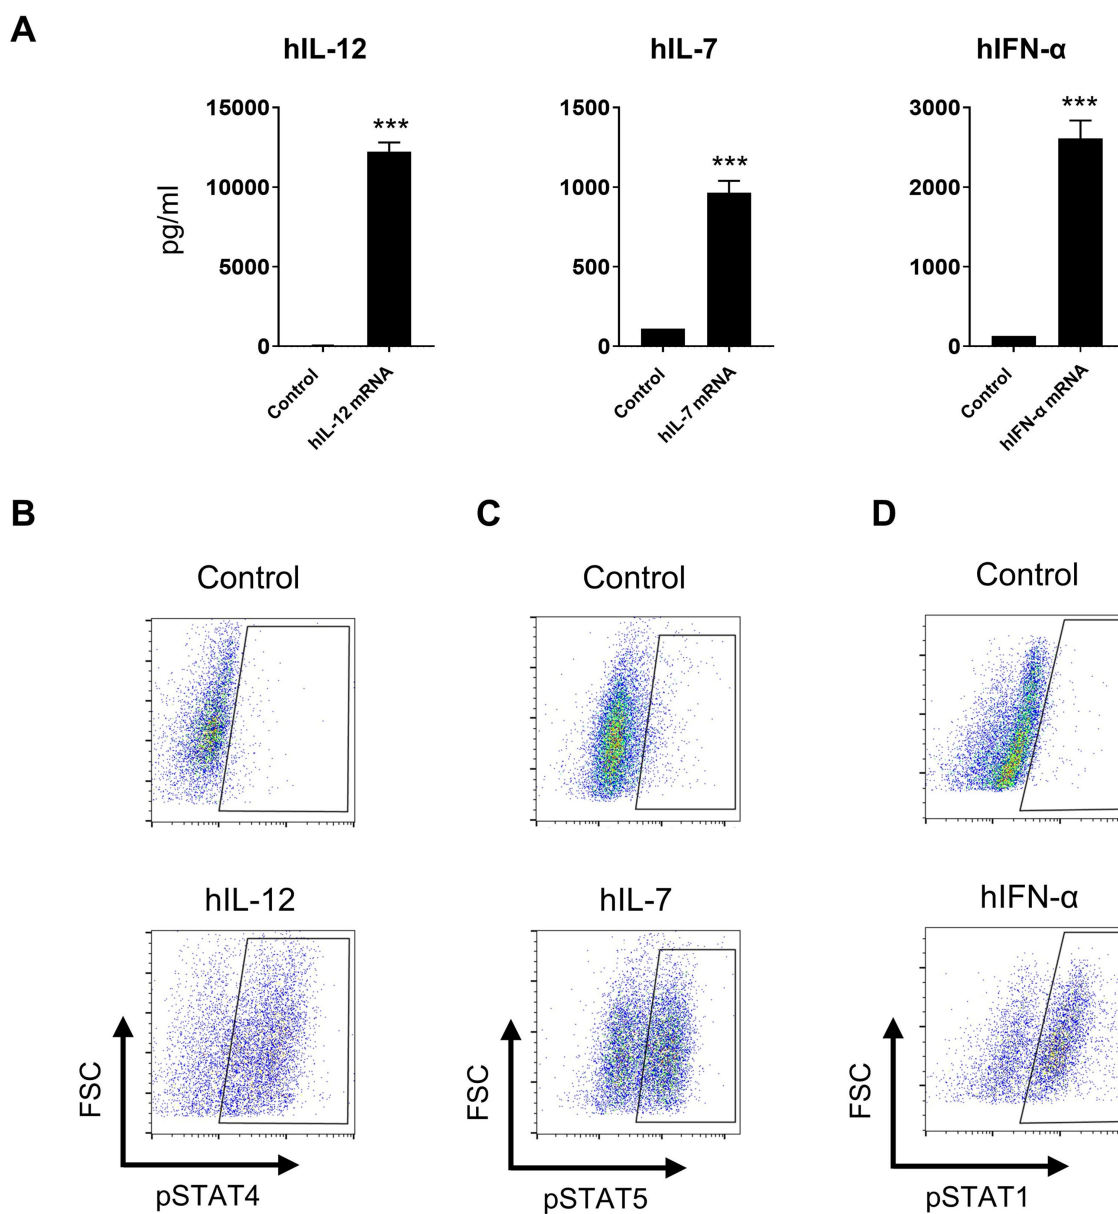 A
hIL-12
hIL-7
hIFN-α
pg/ml
15000
10000
5000
0
***
Control
hIL-12 mRNA
1500
1000
500
0
***
Control
hIL-7 mRNA
3000
2000
1000
0
***
Control
hIFN-α mRNA
B
Control
hIL-12
FSC
pSTAT4
C
Control
hIL-7
FSC
pSTAT5
D
Control
hIFN-α
FSC
pSTAT1